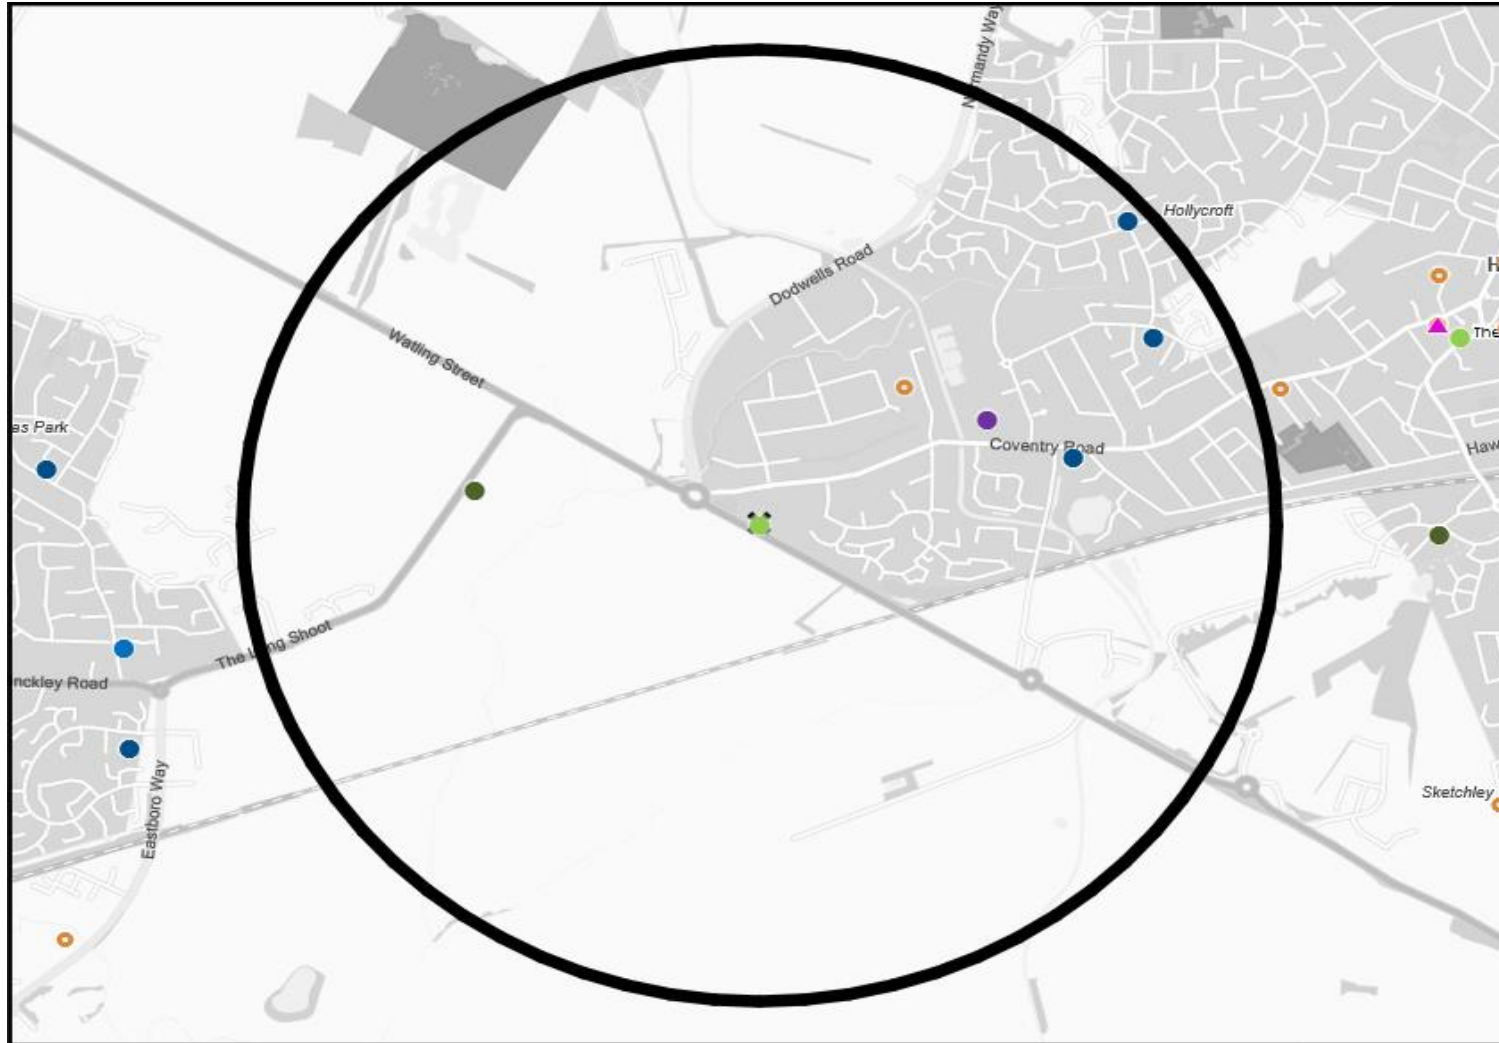 Normandy Way
Hollycroft
H
Dodwells Road
The
Watling Street
as Park
Coventry Road
Haw
The Long Shoot
nckley Road
Eastboro Way
Sketchley